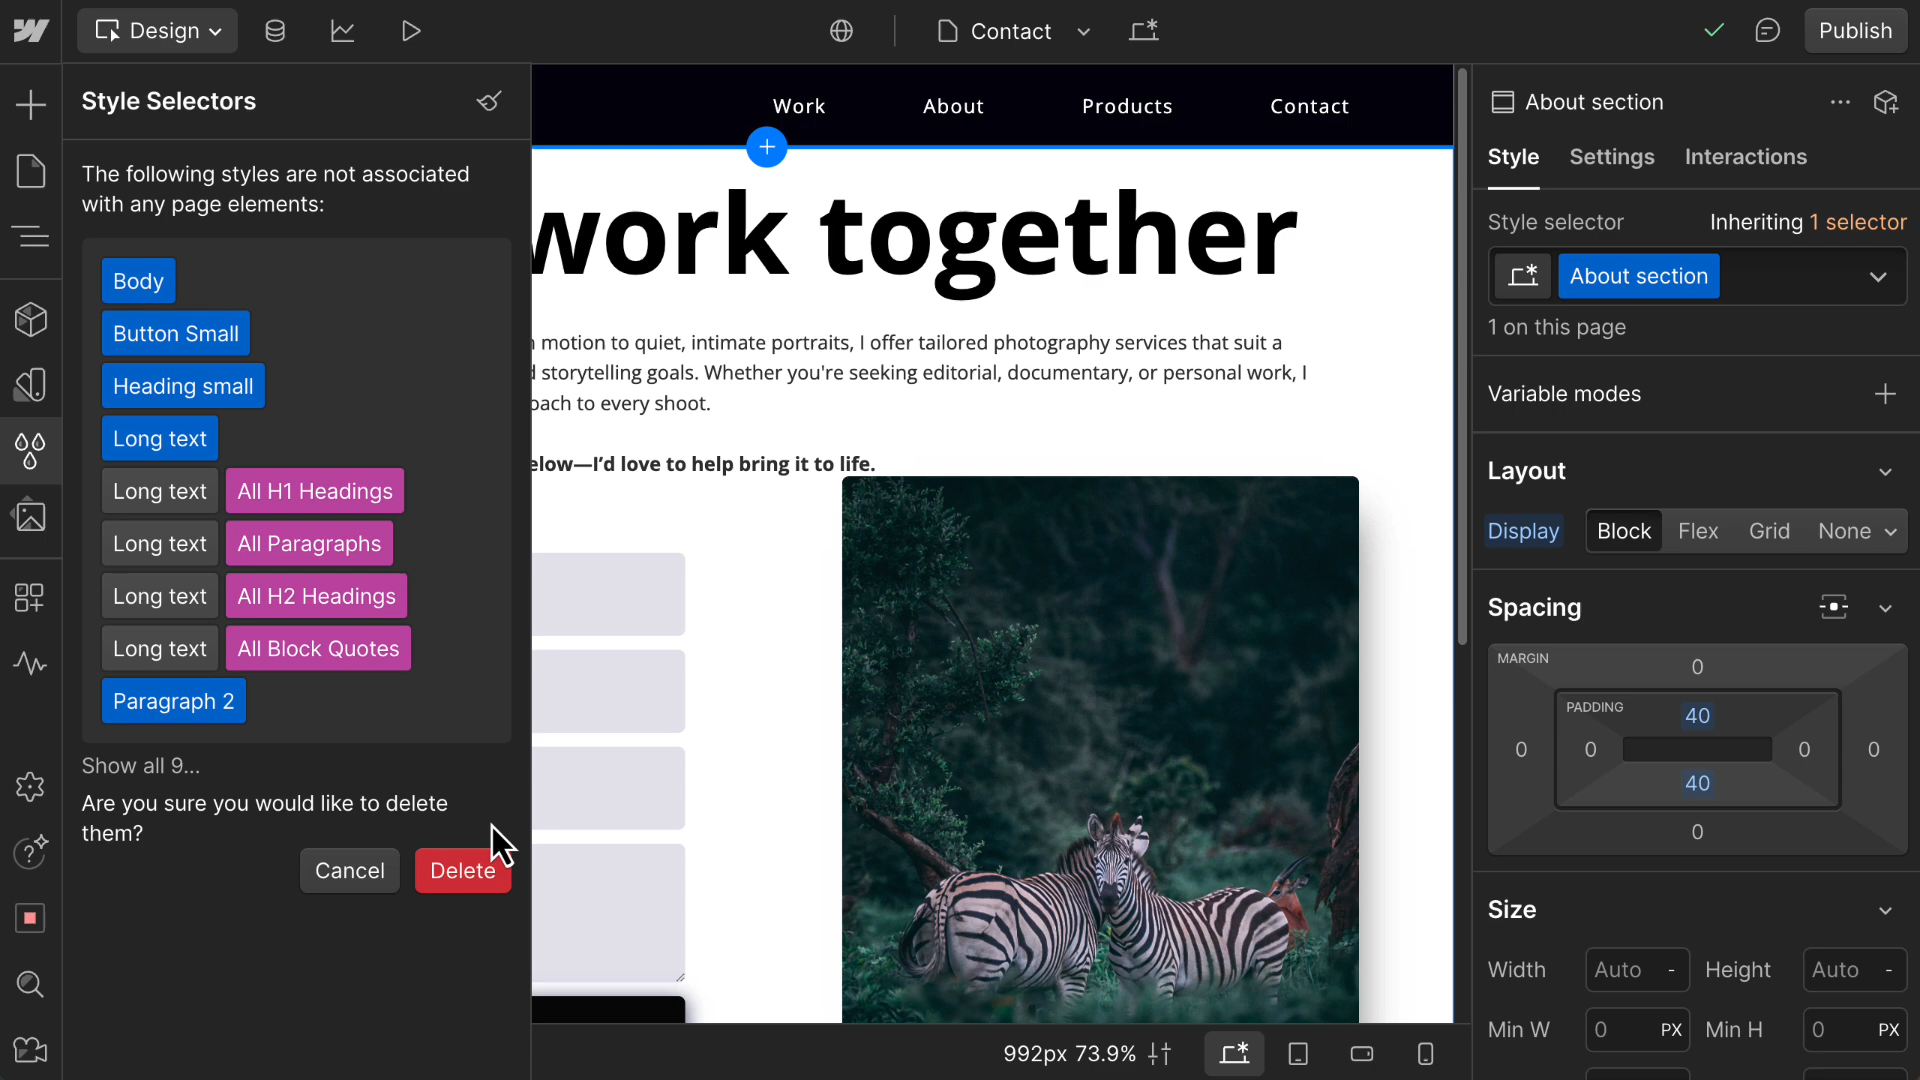 Design
Contact
Publish
Style Selectors
The following styles are not associated
with any page elements:
Body
Button Small
Heading small
Long text
Long text All H1 Headings
Long text All Paragraphs
Long text All H2 Headings
Long text All Block Quotes
Paragraph 2
Show all 9...
Are you sure you would like to delete
them?
Cancel Delete
Work About Products Contact
work together
motion to quiet, intimate portraits, I offer tailored photography services that suit a
storytelling goals. Whether you're seeking editorial, documentary, or personal work, I
oach to every shoot.
elow—I'd love to help bring it to life.
992px 73.9%
About section
Style Settings Interactions
Style selector Inheriting 1 selector
About section
1 on this page
Variable modes
Layout
Display Block Flex Grid None
Spacing
MARGIN 0
PADDING 40
0 0 0 0
40
0
Size
Width Auto - Height Auto -
Min W 0 PX Min H 0 PX